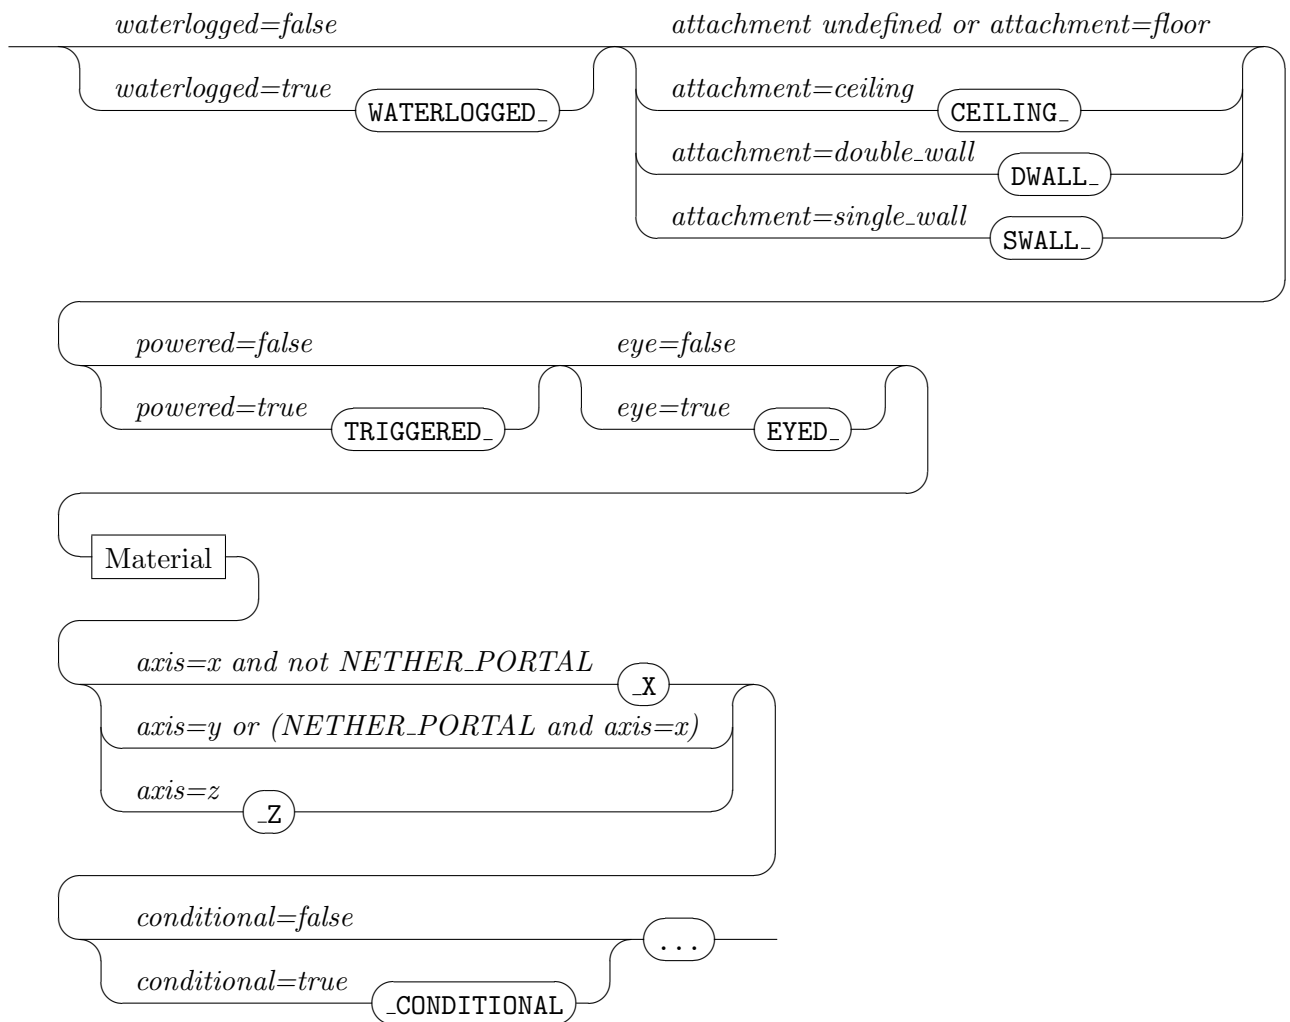 waterlogged=false attachment undefined or attachment=floor
waterlogged=true WATERLOGGED_ attachment=ceiling CEILING_
attachment=double_wall DWALL_
attachment=single_wall SWALL_
powered=false eye=false
powered=true TRIGGERED_ eye=true EYED_
Material
axis=x and not NETHER_PORTAL _X
axis=y or (NETHER_PORTAL and axis=x)
axis=z _Z
conditional=false ...
conditional=true _CONDITIONAL